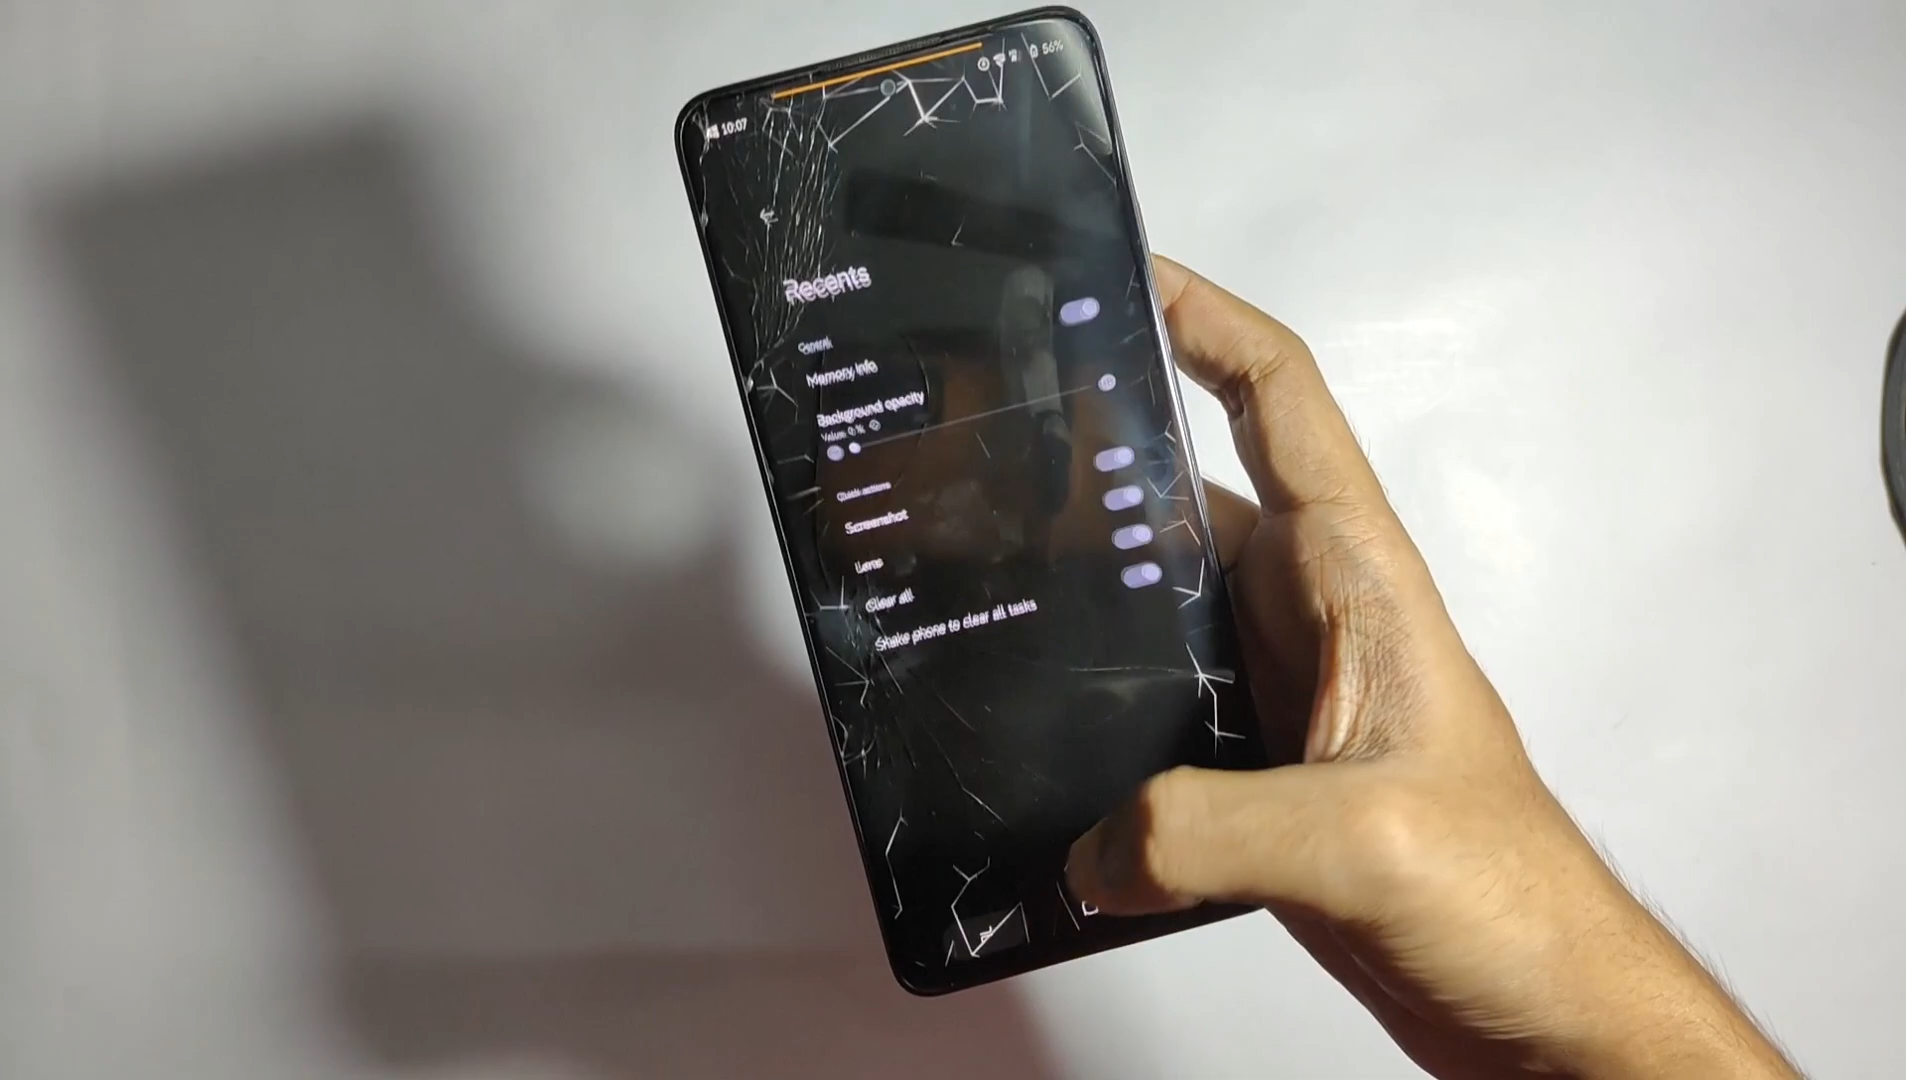 10:07
56%
Recents
General
Memory info
Background opacity
Value: 0 %
Quick actions
Screenshot
Lens
Clear all
Shake phone to clear all tasks